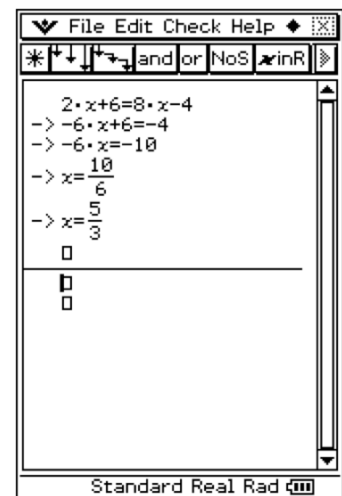 File Edit Check Help
and or NoS xinR
2·x+6=8·x-4
-> -6·x+6=-4
-> -6·x=-10
-> x=10/6
-> x=5/3
Standard Real Rad